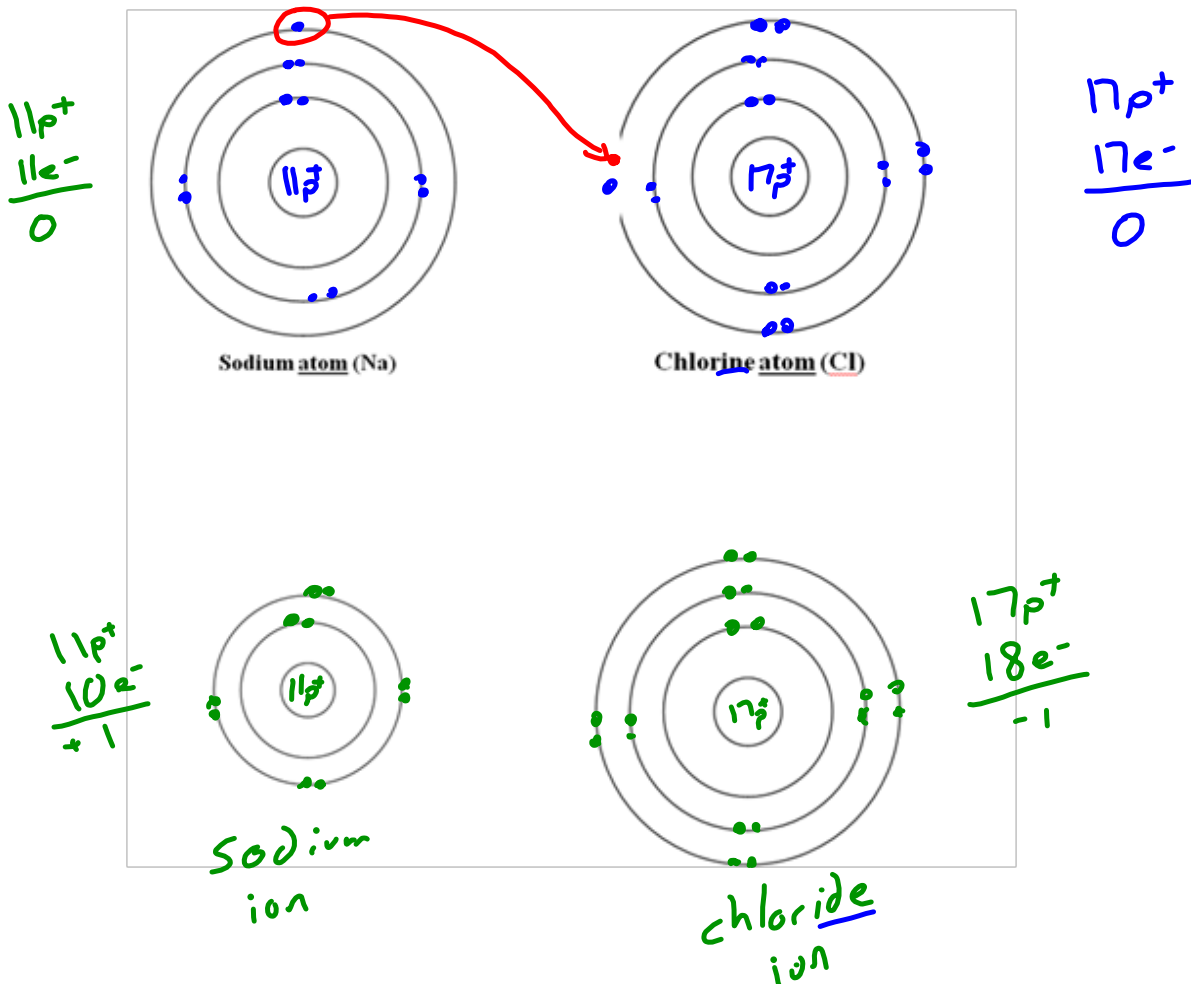 11p⁺
11e⁻
0
11p⁺
17p⁺
17p⁺
17e⁻
0
Sodium atom (Na)
Chlorine atom (Cl)
11p⁺
10e⁻
+1
11p⁺
17p⁺
17p⁺
18e⁻
-1
Sodium
ion
chloride
ion